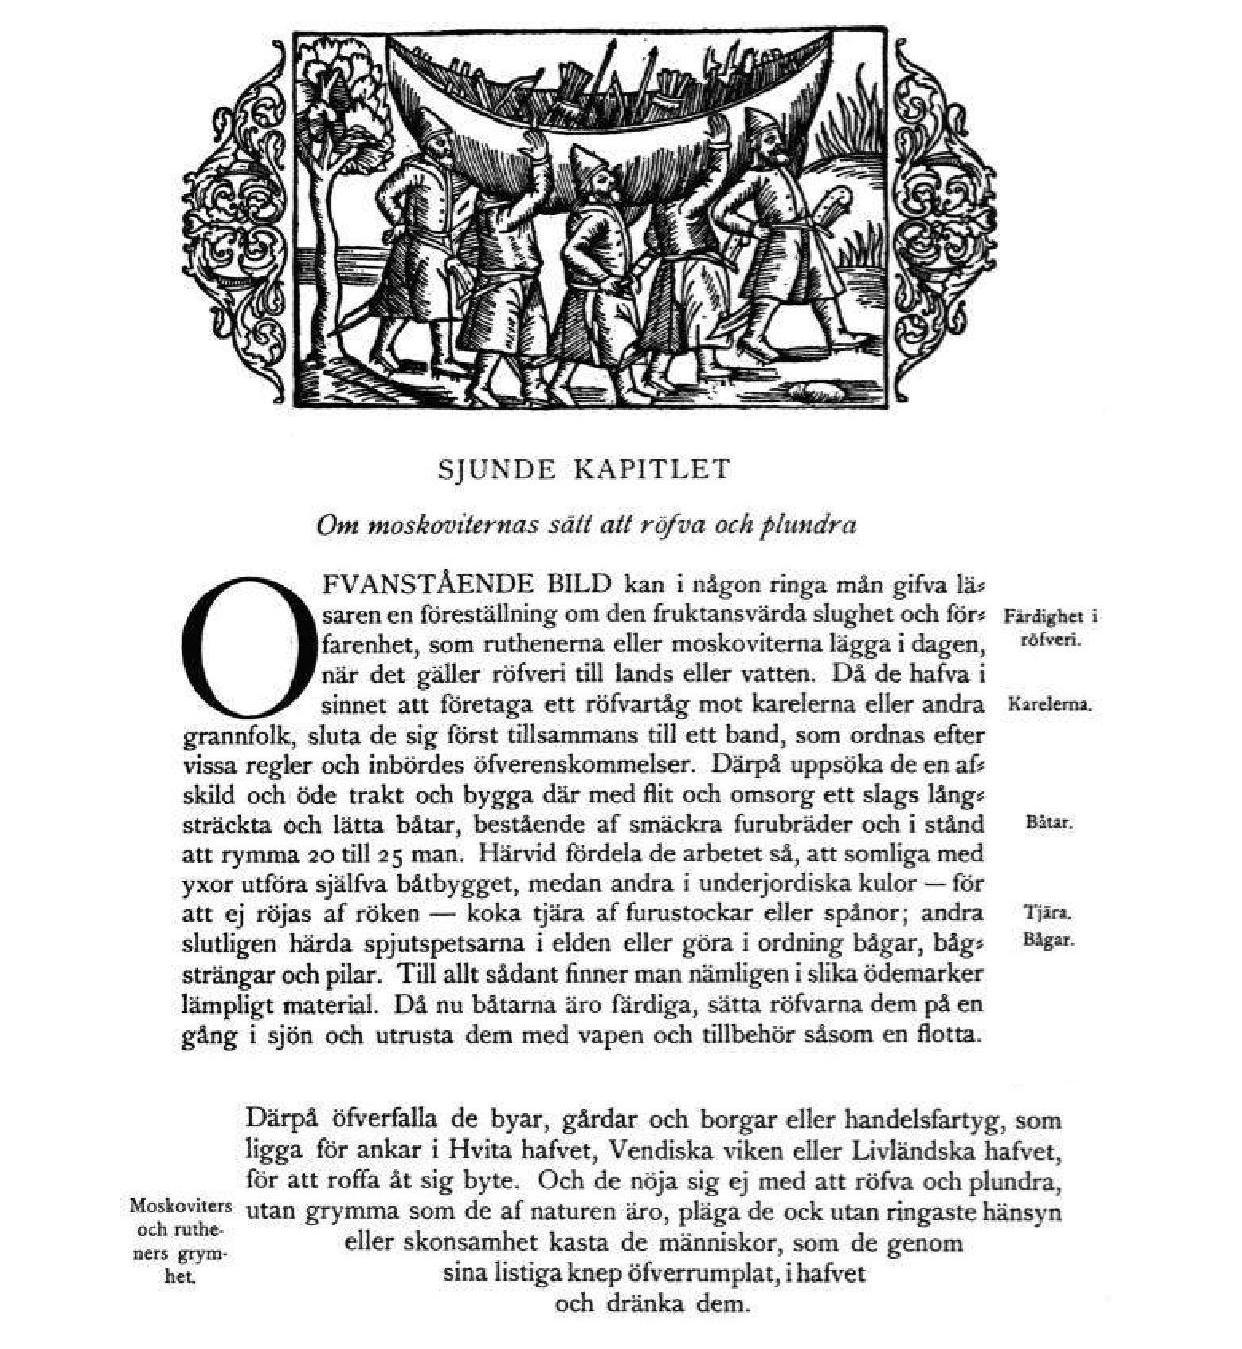 SJUNDE KAPITLET
Om moskoviternas sätt att röfva och plundra
OFVANSTÅENDE BILD kan i någon ringa mån gifva lä⸗
saren en föreställning om den fruktansvärda slughet och för⸗
farenhet, som ruthenerna eller moskoviterna lägga i dagen,
när det gäller röfveri till lands eller vatten. Då de hafva i
sinnet att företaga ett röfvartåg mot karelerna eller andra
grannfolk, sluta de sig först tillsammans till ett band, som ordnas efter
vissa regler och inbördes öfverenskommelser. Därpå uppsöka de en af⸗
skild och öde trakt och bygga där med flit och omsorg ett slags lång⸗
sträckta och lätta båtar, bestående af smäckra furubräder och i stånd
att rymma 20 till 25 man. Härvid fördela de arbetet så, att somliga med
yxor utföra själfva båtbygget, medan andra i underjordiska kulor — för
att ej röjas af röken — koka tjära af furustockar eller spånor; andra
slutligen härda spjutspetsarna i elden eller göra i ordning bågar, båg⸗
strängar och pilar. Till allt sådant finner man nämligen i slika ödemarker
lämpligt material. Då nu båtarna äro färdiga, sätta röfvarna dem på en
gång i sjön och utrusta dem med vapen och tillbehör såsom en flotta.
Färdighet i
röfveri.
Karelerna.
Båtar.
Tjära.
Bågar.
Därpå öfverfalla de byar, gårdar och borgar eller handelsfartyg, som
ligga för ankar i Hvita hafvet, Vendiska viken eller Livländska hafvet,
för att roffa åt sig byte. Och de nöja sig ej med att röfva och plundra,
utan grymma som de af naturen äro, pläga de ock utan ringaste hänsyn
eller skonsamhet kasta de människor, som de genom
sina listiga knep öfverrumplat, i hafvet
och dränka dem.
Moskoviters
och ruthe-
ners grym-
het.